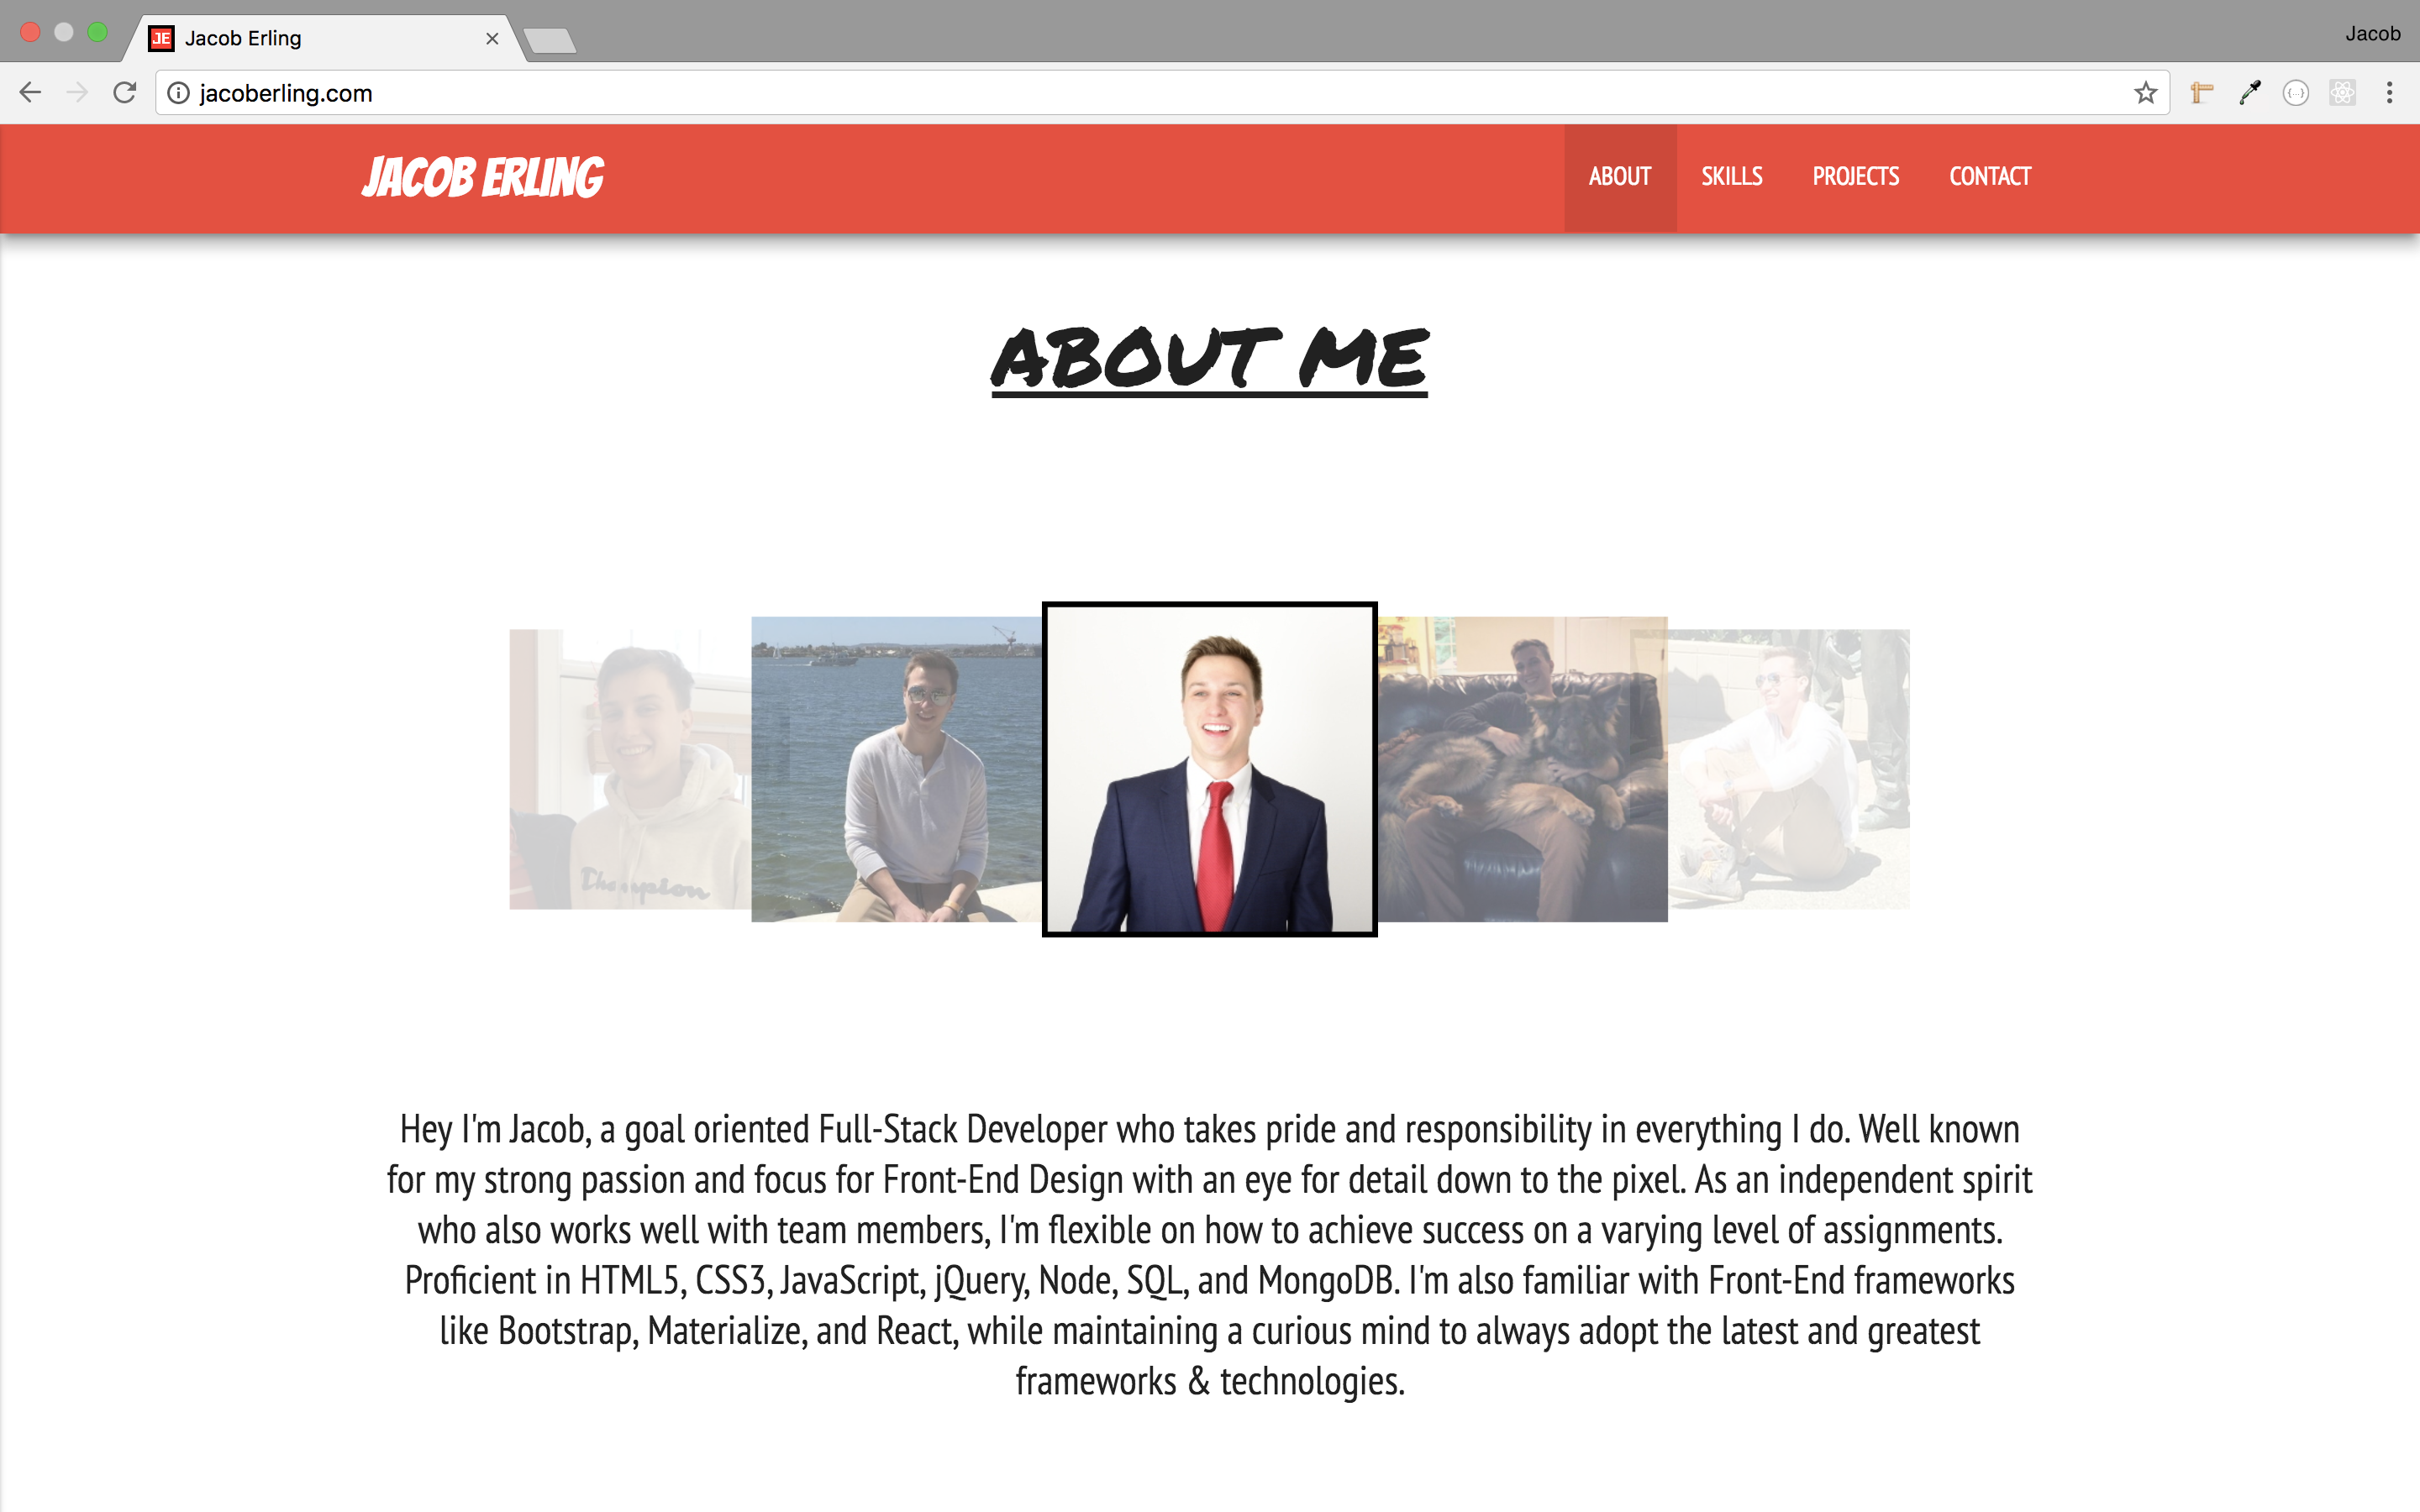 JE Jacob Erling
Jacob
jacoberling.com
JACOB ERLING
ABOUT SKILLS PROJECTS CONTACT
ABOUT ME
Champion
Hey I'm Jacob, a goal oriented Full-Stack Developer who takes pride and responsibility in everything I do. Well known
for my strong passion and focus for Front-End Design with an eye for detail down to the pixel. As an independent spirit
who also works well with team members, I'm flexible on how to achieve success on a varying level of assignments.
Proficient in HTML5, CSS3, JavaScript, jQuery, Node, SQL, and MongoDB. I'm also familiar with Front-End frameworks
like Bootstrap, Materialize, and React, while maintaining a curious mind to always adopt the latest and greatest
frameworks & technologies.